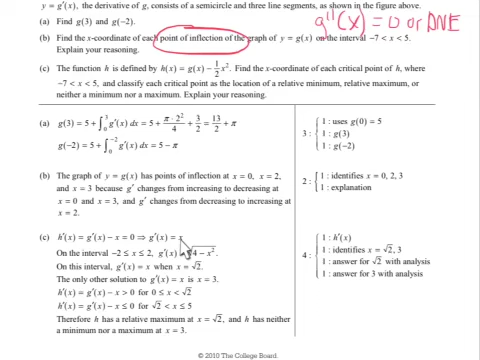 y = g′(x), the derivative of g, consists of a semicircle and three line segments, as shown in the figure above.
g''(x) = 0 or DNE
(a) Find g(3) and g(−2).
(b) Find the x-coordinate of each point of inflection of the graph of y = g(x) on the interval −7 < x < 5.
Explain your reasoning.
(c) The function h is defined by h(x) = g(x) − 1/2 x². Find the x-coordinate of each critical point of h, where
−7 < x < 5, and classify each critical point as the location of a relative minimum, relative maximum, or
neither a minimum nor a maximum. Explain your reasoning.
(a) g(3) = 5 + ∫₀³ g′(x) dx = 5 + π · 2²/4 + 3/2 = 13/2 + π
g(−2) = 5 + ∫₀⁻² g′(x) dx = 5 − π
3 : { 1 : uses g(0) = 5
1 : g(3)
1 : g(−2)
(b) The graph of y = g(x) has points of inflection at x = 0, x = 2,
and x = 3 because g′ changes from increasing to decreasing at
x = 0 and x = 3, and g′ changes from decreasing to increasing at
x = 2.
2 : { 1 : identifies x = 0, 2, 3
1 : explanation
(c) h′(x) = g′(x) − x = 0 ⇒ g′(x) = x
On the interval −2 ≤ x ≤ 2, g′(x) = √4 − x².
On this interval, g′(x) = x when x = √2.
The only other solution to g′(x) = x is x = 3.
h′(x) = g′(x) − x > 0 for 0 ≤ x < √2
h′(x) = g′(x) − x ≤ 0 for √2 < x ≤ 5
Therefore h has a relative maximum at x = √2, and h has neither
a minimum nor a maximum at x = 3.
4 : { 1 : h′(x)
1 : identifies x = √2, 3
1 : answer for √2 with analysis
1 : answer for 3 with analysis
© 2010 The College Board.